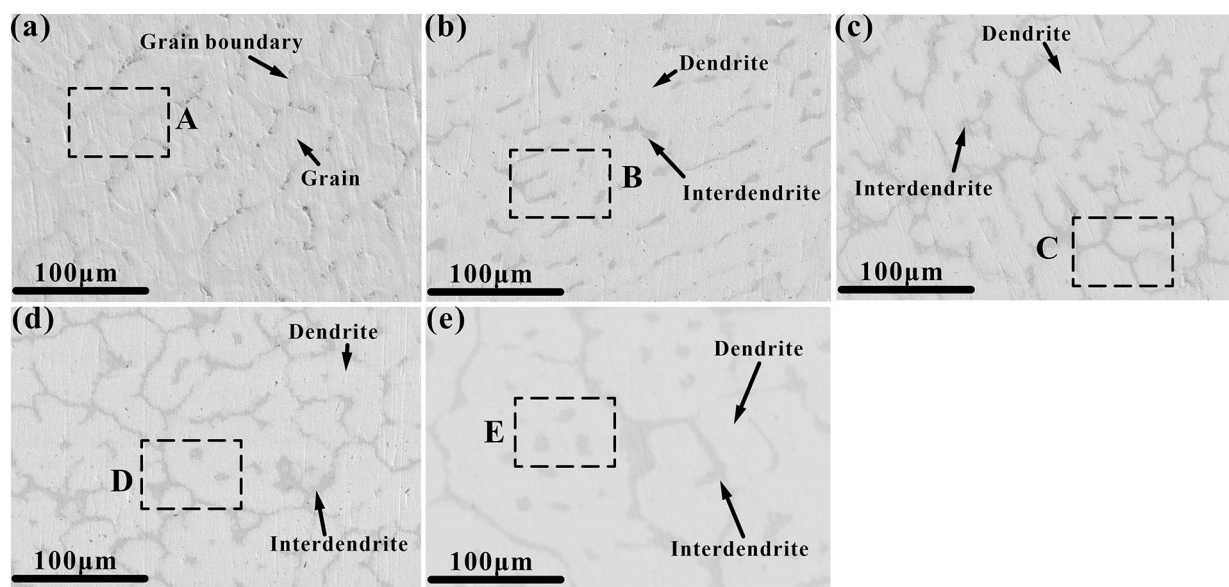 (a)
Grain boundary
A
Grain
100μm
(b)
Dendrite
B
Interdendrite
100μm
(c)
Dendrite
Interdendrite
C
100μm
(d)
Dendrite
D
Interdendrite
100μm
(e)
Dendrite
E
Interdendrite
100μm